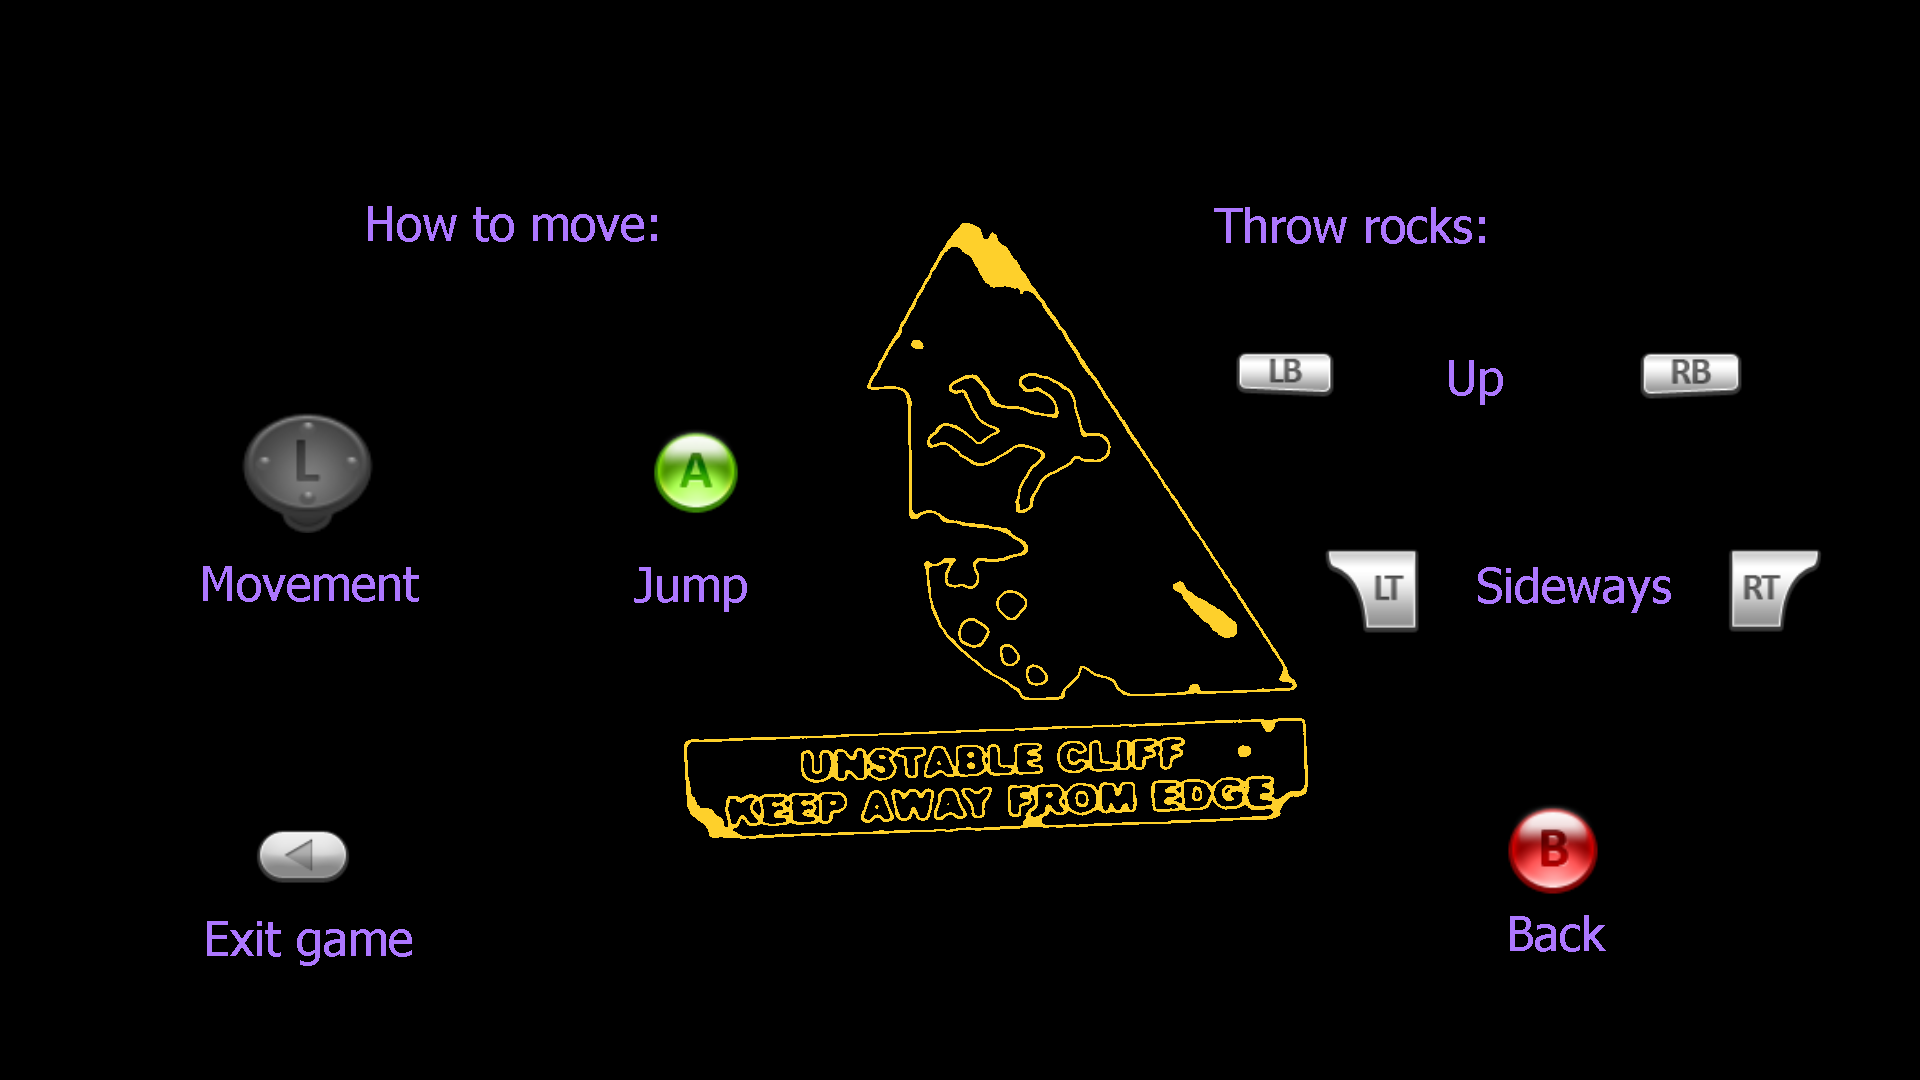 How to move:
Throw rocks:
LB
Up
RB
L
A
Movement
Jump
LT
Sideways
RT
UNSTABLE CLIFF
KEEP AWAY FROM EDGE
B
Exit game
Back